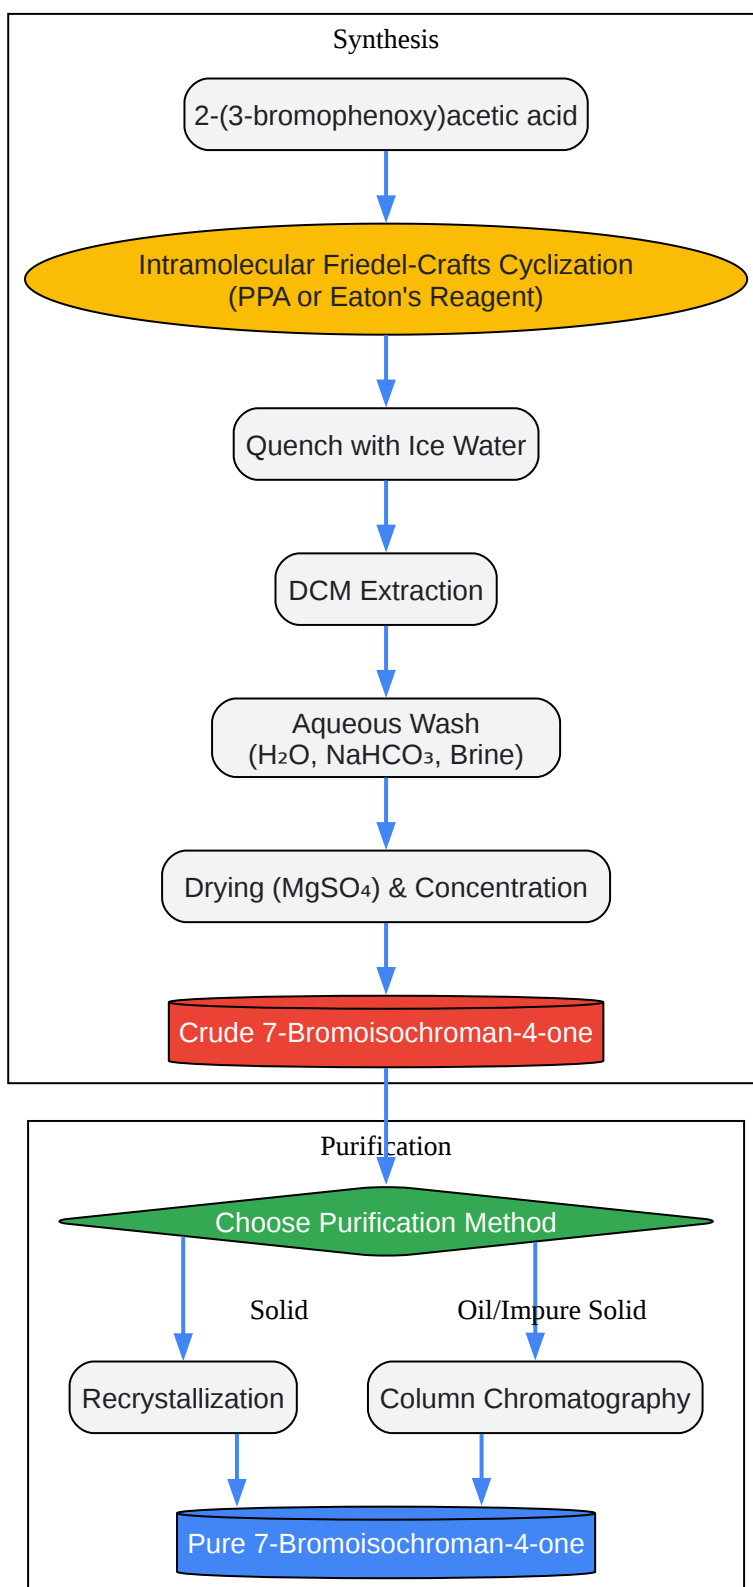 Synthesis
2-(3-bromophenoxy)acetic acid
Intramolecular Friedel-Crafts Cyclization
(PPA or Eaton's Reagent)
Quench with Ice Water
DCM Extraction
Aqueous Wash
(H₂O, NaHCO₃, Brine)
Drying (MgSO₄) & Concentration
Crude 7-Bromoisochroman-4-one
Purification
Choose Purification Method
Solid
Oil/Impure Solid
Recrystallization
Column Chromatography
Pure 7-Bromoisochroman-4-one